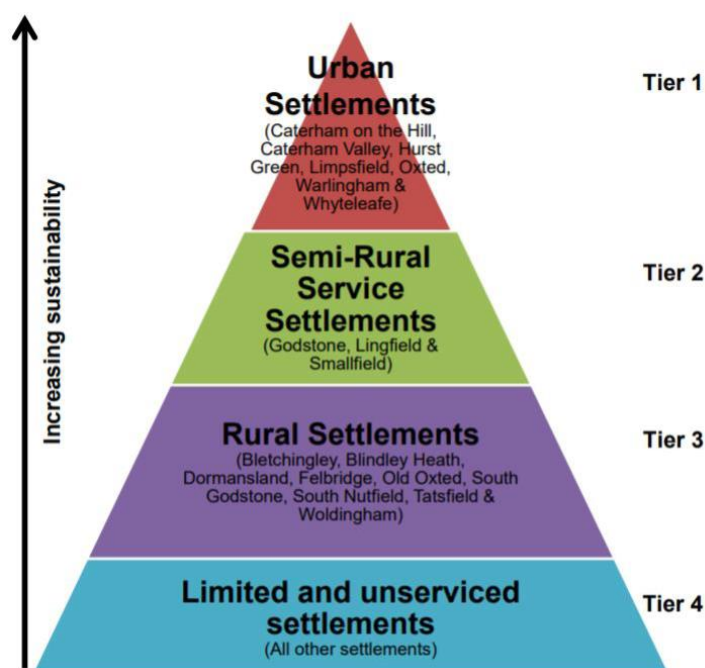 Urban
Settlements
(Caterham on the Hill,
Caterham Valley, Hurst
Green, Limpsfield, Oxted,
Warlingham &
Whyteleafe)
Tier 1
Semi-Rural
Service
Settlements
(Godstone, Lingfield &
Smallfield)
Tier 2
Increasing sustainability
Rural Settlements
(Bletchingley, Blindley Heath,
Dormansland, Felbridge, Old Oxted, South
Godstone, South Nutfield, Tatsfield &
Woldingham)
Tier 3
Limited and unserviced
settlements
(All other settlements)
Tier 4